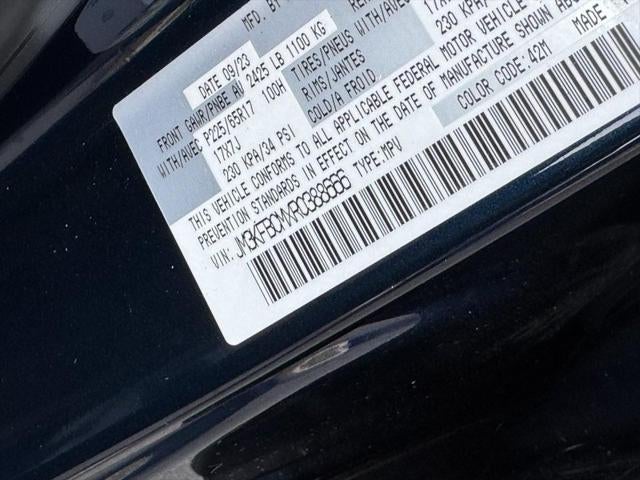 MFD. BY
DATE 09/23
FRONT GAWR/PNBE AV 2425 LB 1100 KG
WITH/AVEC P225/65R17 100H TIRES/PNEUS WITH/AVEC
17X7J RIMS/JANTES
230 KPA/34 PSI COLD/A FROID 230 KPA/
THIS VEHICLE CONFORMS TO ALL APPLICABLE FEDERAL MOTOR VEHICLE
PREVENTION STANDARDS IN EFFECT ON THE DATE OF MANUFACTURE SHOWN
VIN: TYPE:MPV COLOR CODE:42M MADE